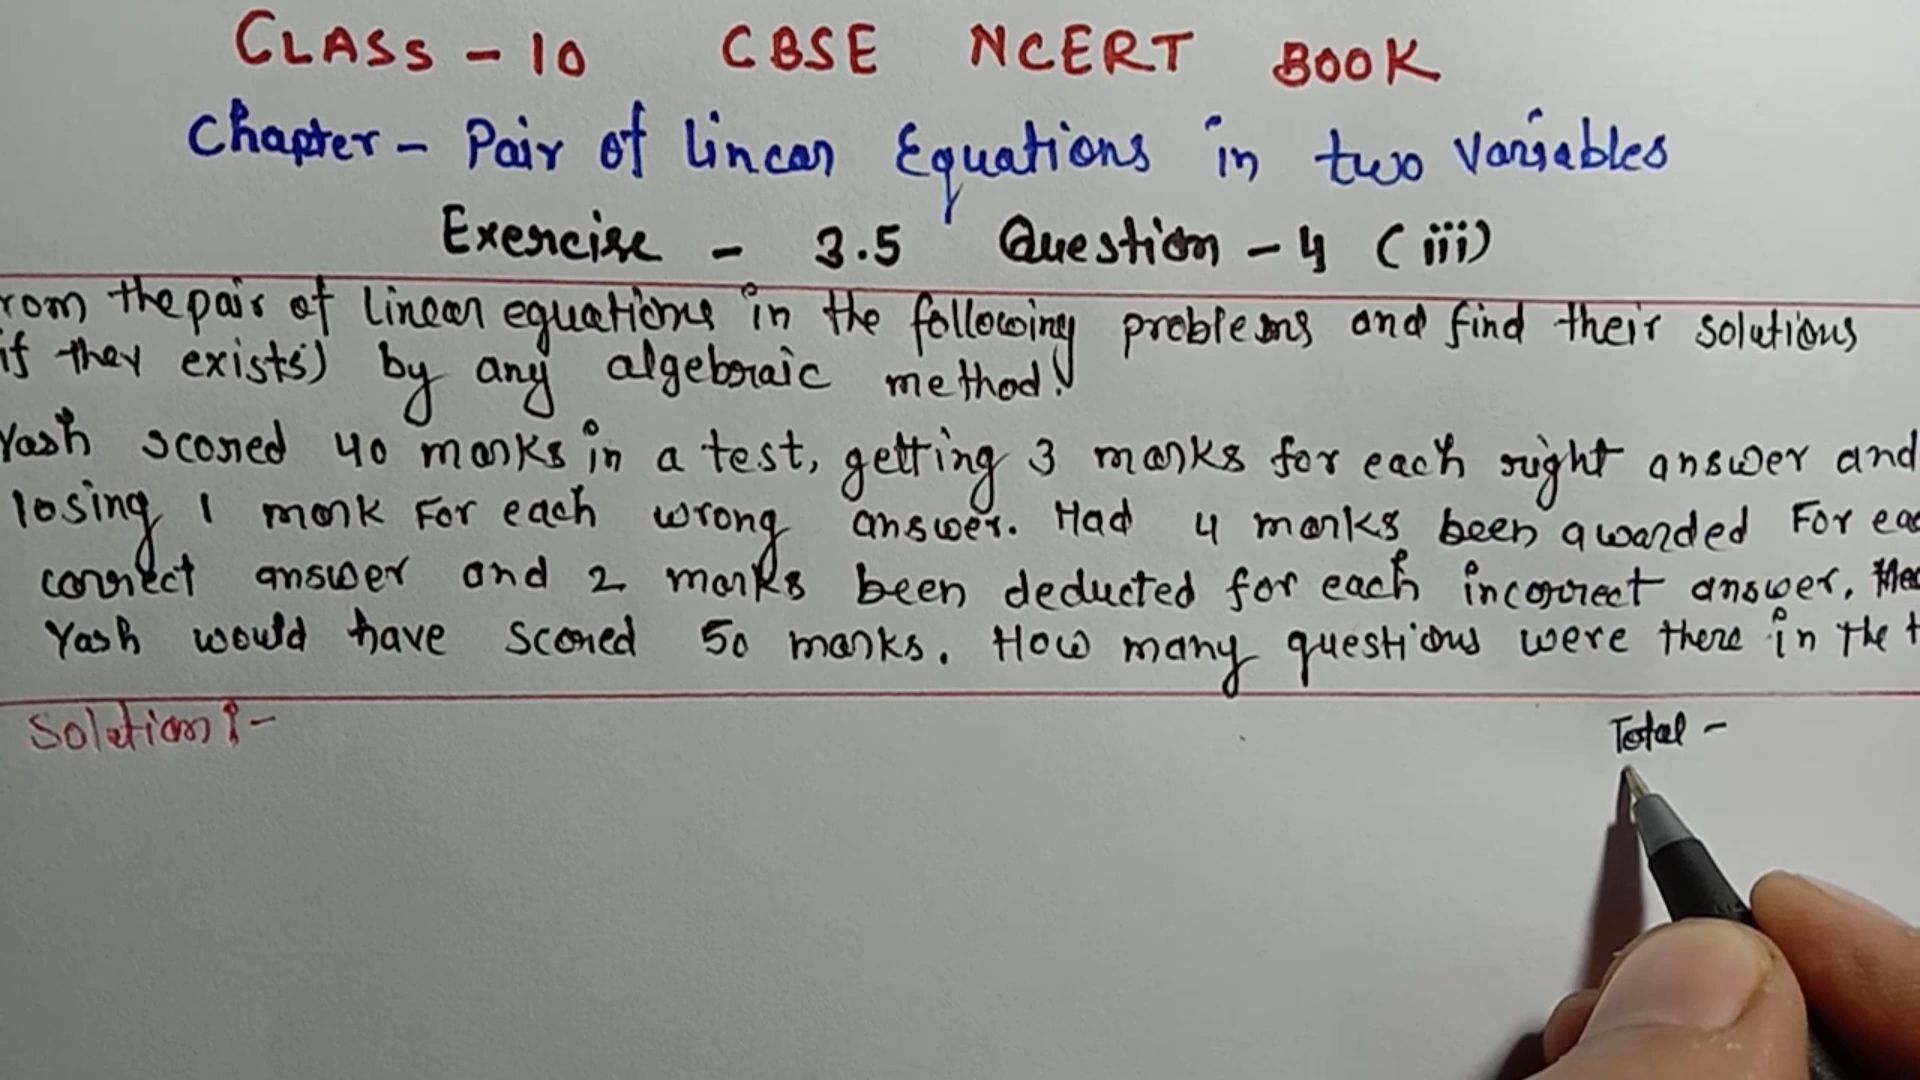 CLASS - 10 CBSE NCERT BOOK
Chapter - Pair of linear Equations in two variables
Exercise - 3.5 Question - 4 (iii)
rom the pair of linear equations in the following problems and find their solutions
if they exists) by any algebraic method.
Yash scored 40 marks in a test, getting 3 marks for each right answer and
losing 1 mark For each wrong answer. Had 4 marks been awarded For eac
correct answer and 2 marks been deducted for each incorrect answer, then
Yash would have scored 50 marks. How many questions were there in the t
Solution :-
Total -